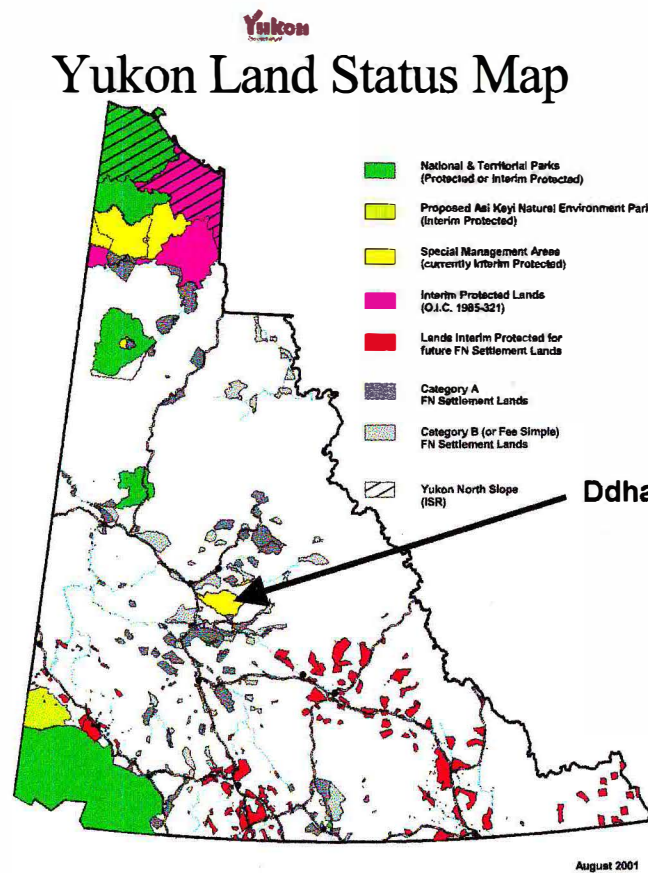 Yukon
Yukon Land Status Map
National & Territorial Parks
(Protected or Interim Protected)
Proposed Asi Keyi Natural Environment Park
(Interim Protected)
Special Management Areas
(currently Interim Protected)
Interim Protected Lands
(O.I.C. 1985-321)
Lands Interim Protected for
future FN Settlement Lands
Category A
FN Settlement Lands
Category B (or Fee Simple)
FN Settlement Lands
Yukon North Slope
(ISR)
Ddha
August 2001